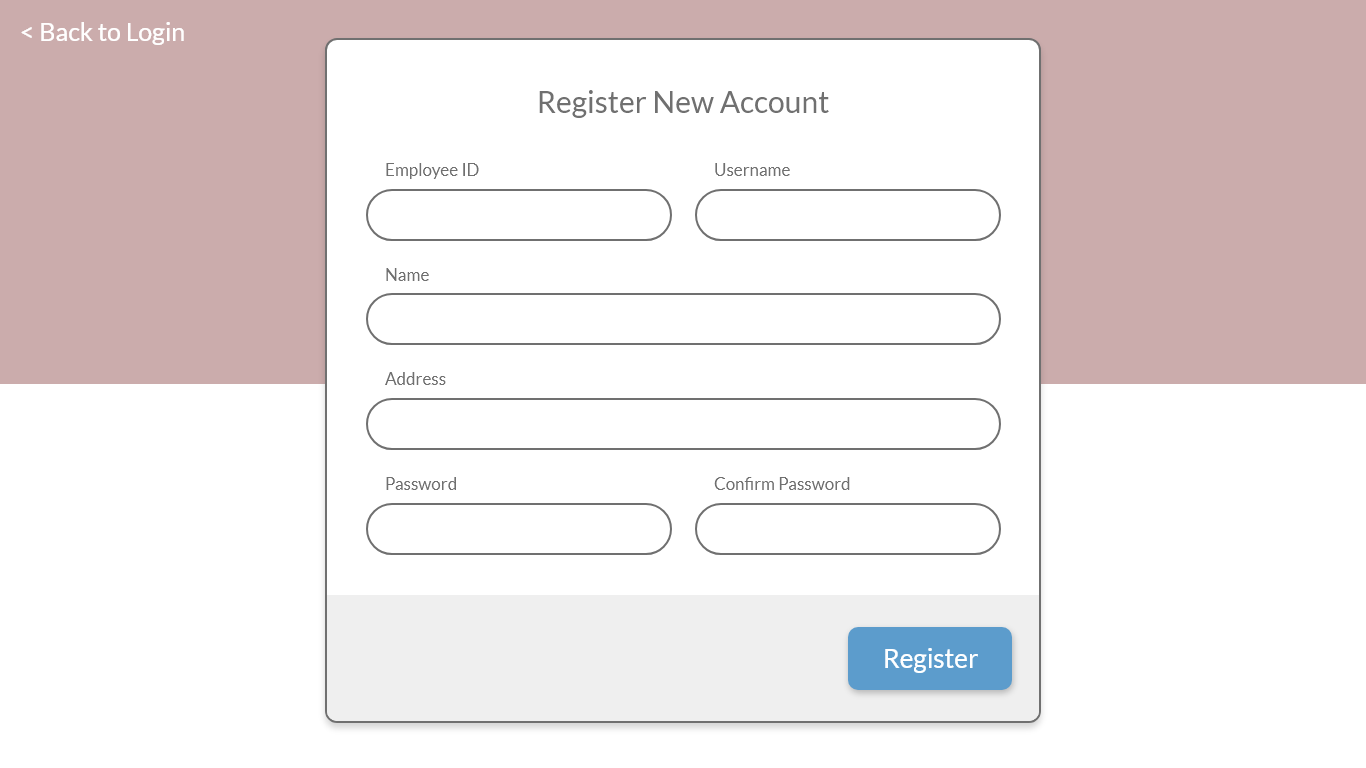 < Back to Login
Register New Account
Employee ID
Username
Name
Address
Password
Confirm Password
Register